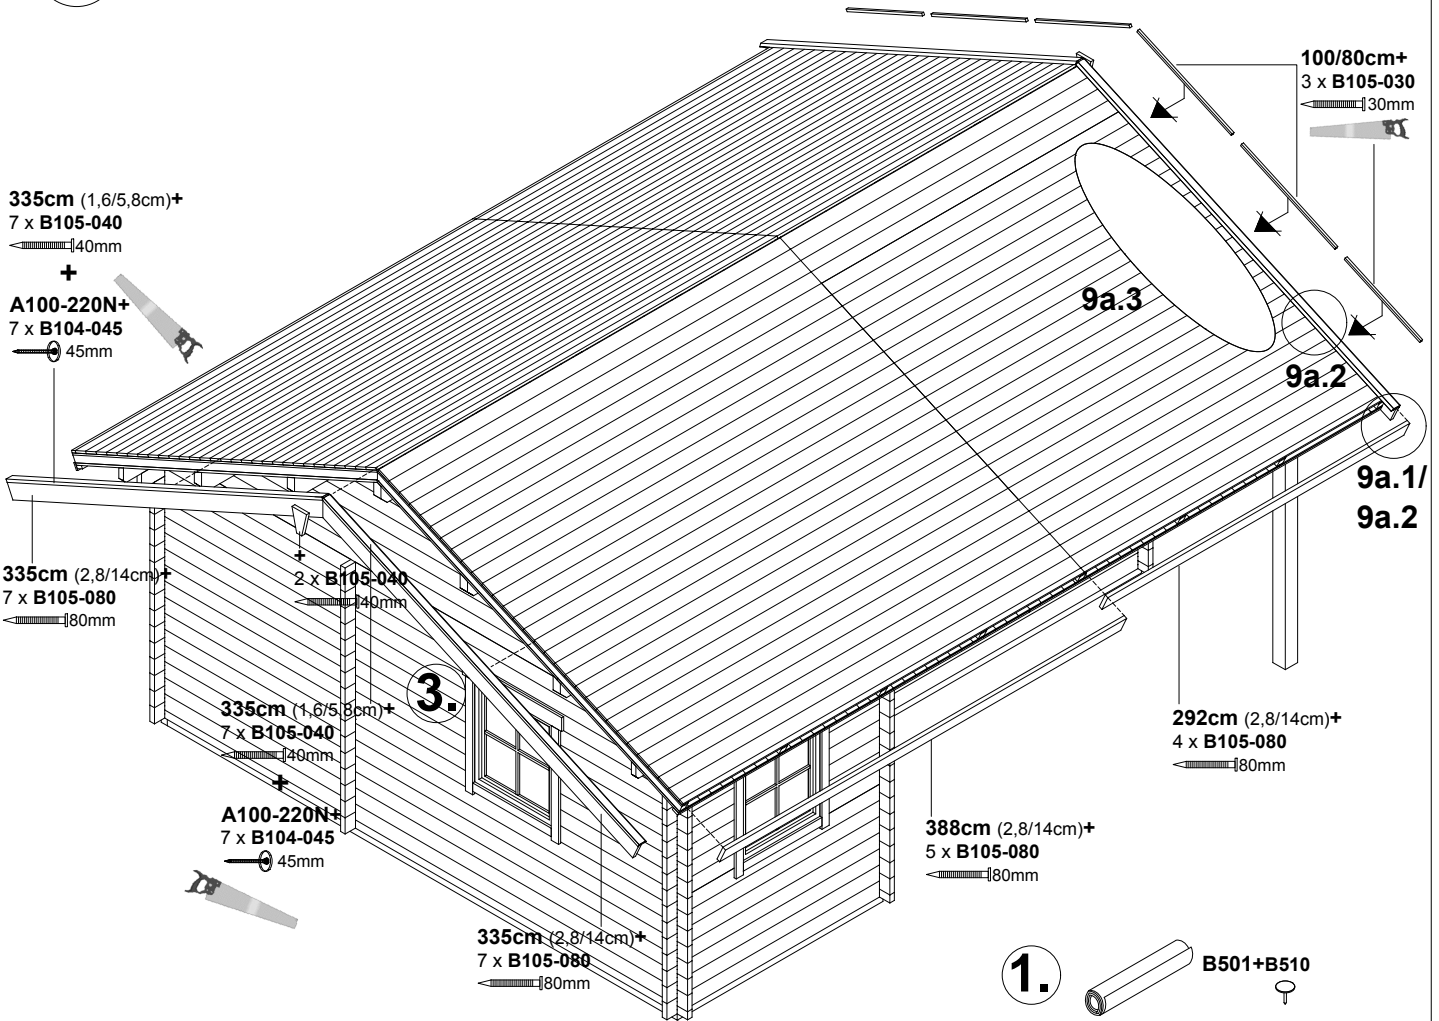 100/80cm+
3 x B105-030
30mm
335cm (1,6/5,8cm)+
7 x B105-040
40mm
+
A100-220N+
7 x B104-045
45mm
9a.3
9a.2
9a.1/
9a.2
335cm (2,8/14cm)+
7 x B105-080
80mm
+
2 x B105-040
40mm
3.
335cm (1,6/5,8cm)+
7 x B105-040
40mm
+
A100-220N+
7 x B104-045
45mm
292cm (2,8/14cm)+
4 x B105-080
80mm
388cm (2,8/14cm)+
5 x B105-080
80mm
335cm (2,8/14cm)+
7 x B105-080
80mm
1.
B501+B510